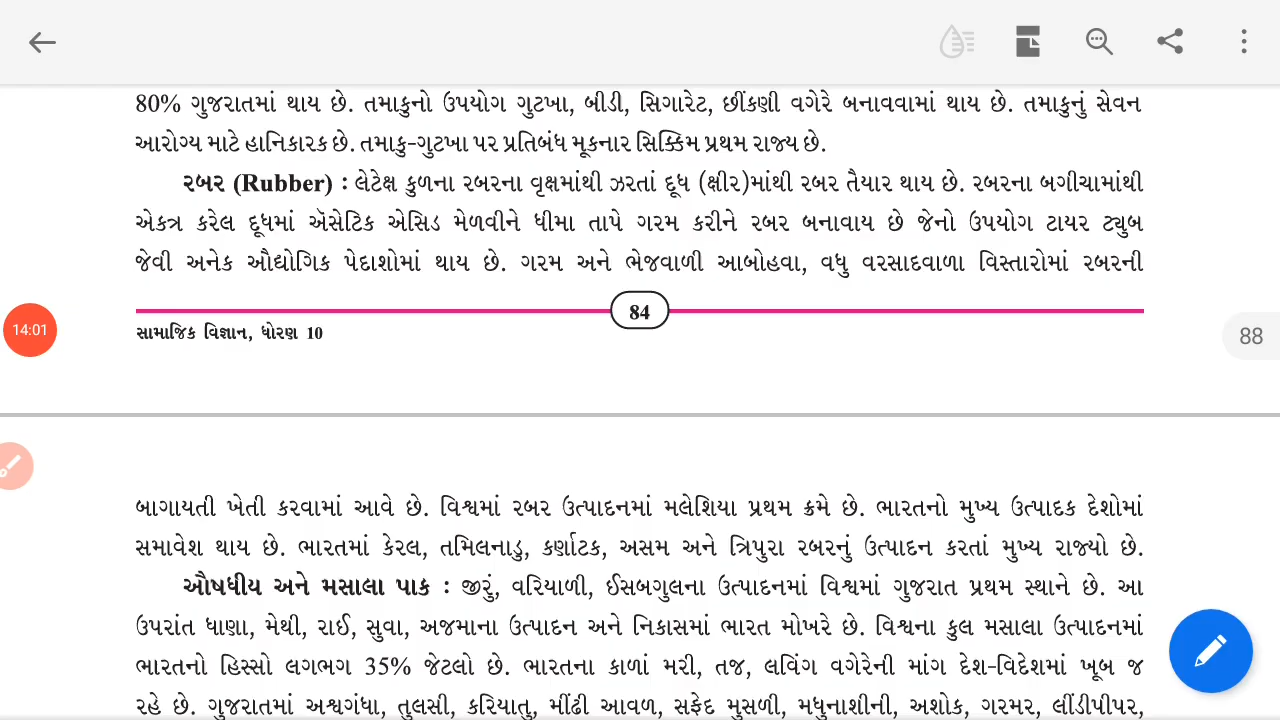 80% ગુજરાતમાં થાય છે. તમાકુનો ઉપયોગ ગુટખા, બીડી, સિગારેટ, છીંકણી વગેરે બનાવવામાં થાય છે. તમાકુનું સેવન
આરોગ્ય માટે હાનિકારક છે. તમાકુ-ગુટખા પર પ્રતિબંધ મૂકનાર સિક્કિમ પ્રથમ રાજ્ય છે.
રબર (Rubber) : લેટેક્ષ કુળના રબરના વૃક્ષમાંથી ઝરતાં દૂધ (ક્ષીર)માંથી રબર તૈયાર થાય છે. રબરના બગીચામાંથી
એકત્ર કરેલ દૂધમાં ઍસેટિક એસિડ મેળવીને ધીમા તાપે ગરમ કરીને રબર બનાવાય છે જેનો ઉપયોગ ટાયર ટ્યુબ
જેવી અનેક ઔદ્યોગિક પેદાશોમાં થાય છે. ગરમ અને ભેજવાળી આબોહવા, વધુ વરસાદવાળા વિસ્તારોમાં રબરની
84
14:01
સામાજિક વિજ્ઞાન, ધોરણ 10
88
બાગાયતી ખેતી કરવામાં આવે છે. વિશ્વમાં રબર ઉત્પાદનમાં મલેશિયા પ્રથમ ક્રમે છે. ભારતનો મુખ્ય ઉત્પાદક દેશોમાં
સમાવેશ થાય છે. ભારતમાં કેરલ, તમિલનાડુ, કર્ણાટક, અસમ અને ત્રિપુરા રબરનું ઉત્પાદન કરતાં મુખ્ય રાજ્યો છે.
ઔષધીય અને મસાલા પાક : જીરું, વરિયાળી, ઈસબગુલના ઉત્પાદનમાં વિશ્વમાં ગુજરાત પ્રથમ સ્થાને છે. આ
ઉપરાંત ધાણા, મેથી, રાઈ, સુવા, અજમાના ઉત્પાદન અને નિકાસમાં ભારત મોખરે છે. વિશ્વના કુલ મસાલા ઉત્પાદનમાં
ભારતનો હિસ્સો લગભગ 35% જેટલો છે. ભારતના કાળાં મરી, તજ, લવિંગ વગેરેની માંગ દેશ-વિદેશમાં ખૂબ જ
રહે છે. ગુજરાતમાં અશ્વગંધા, તુલસી, કરિયાતુ, મીંઢી આવળ, સફેદ મુસળી, મધુનાશીની, અશોક, ગરમર, લીંડીપીપર,